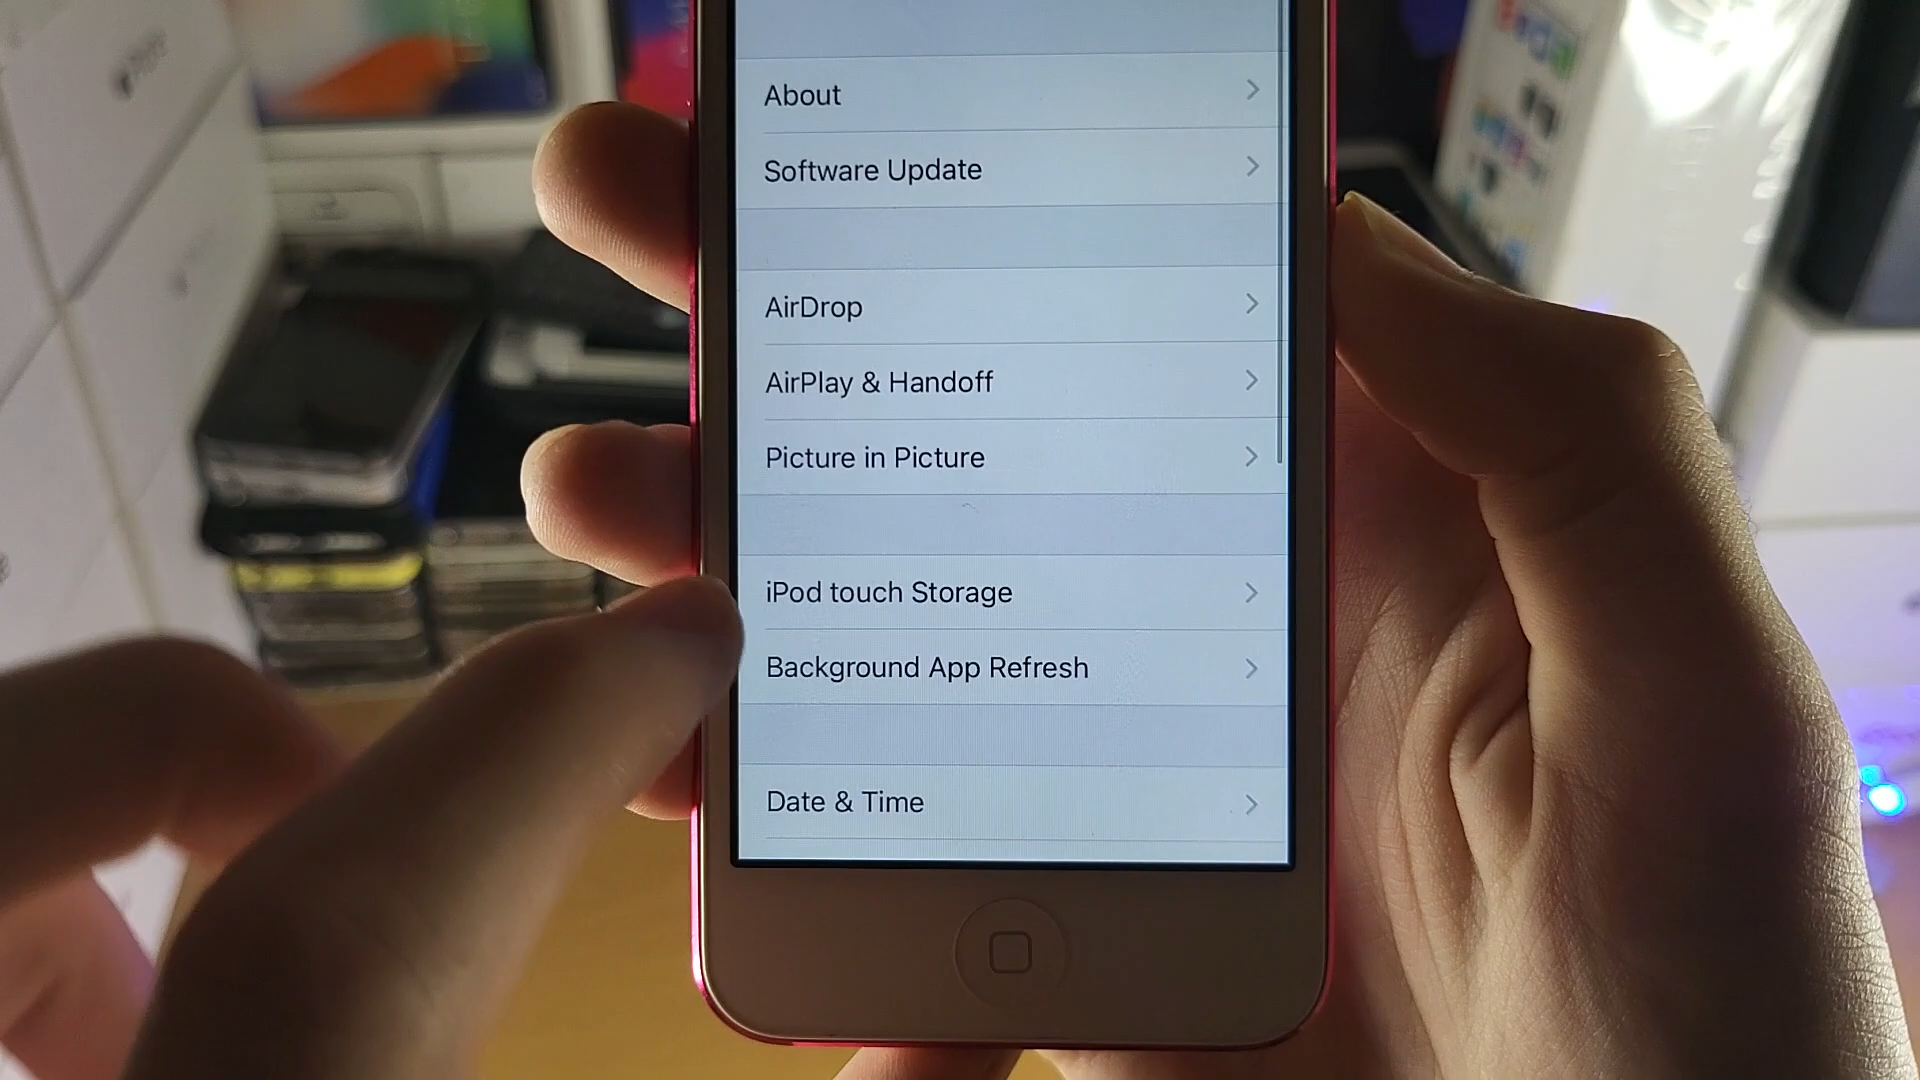 About
Software Update
AirDrop
AirPlay & Handoff
Picture in Picture
iPod touch Storage
Background App Refresh
Date & Time